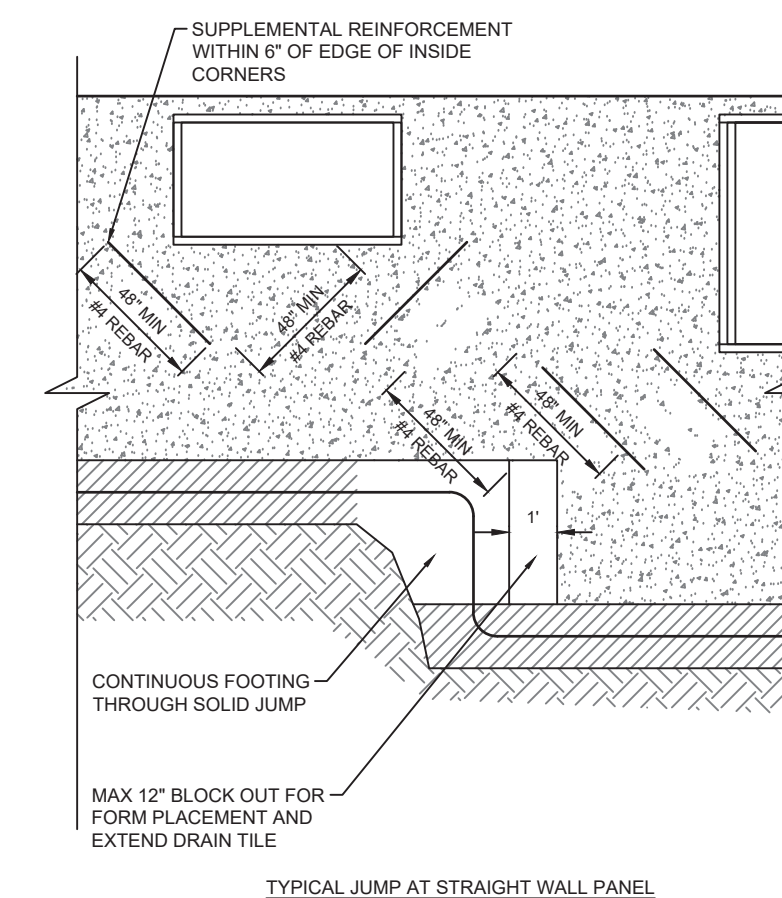 SUPPLEMENTAL REINFORCEMENT
WITHIN 6" OF EDGE OF INSIDE
CORNERS
48" MIN
#4 REBAR
48" MIN
#4 REBAR
48" MIN
#4 REBAR
48" MIN
#4 REBAR
1'
CONTINUOUS FOOTING
THROUGH SOLID JUMP
MAX 12" BLOCK OUT FOR
FORM PLACEMENT AND
EXTEND DRAIN TILE
TYPICAL JUMP AT STRAIGHT WALL PANEL